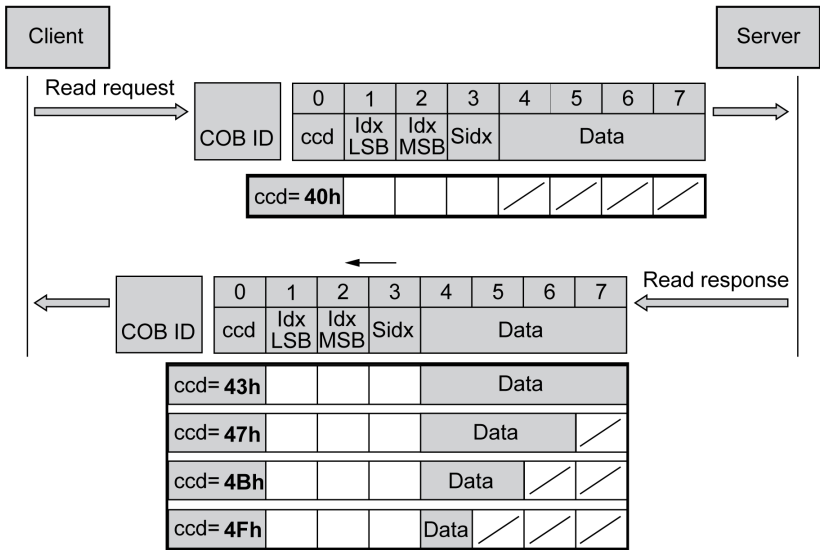 Client
Server
Read request
COB ID
0 1 2 3 4 5 6 7
ccd Idx LSB Idx MSB Sidx Data
ccd= 40h
Read response
COB ID
0 1 2 3 4 5 6 7
ccd Idx LSB Idx MSB Sidx Data
ccd= 43h Data
ccd= 47h Data
ccd= 4Bh Data
ccd= 4Fh Data